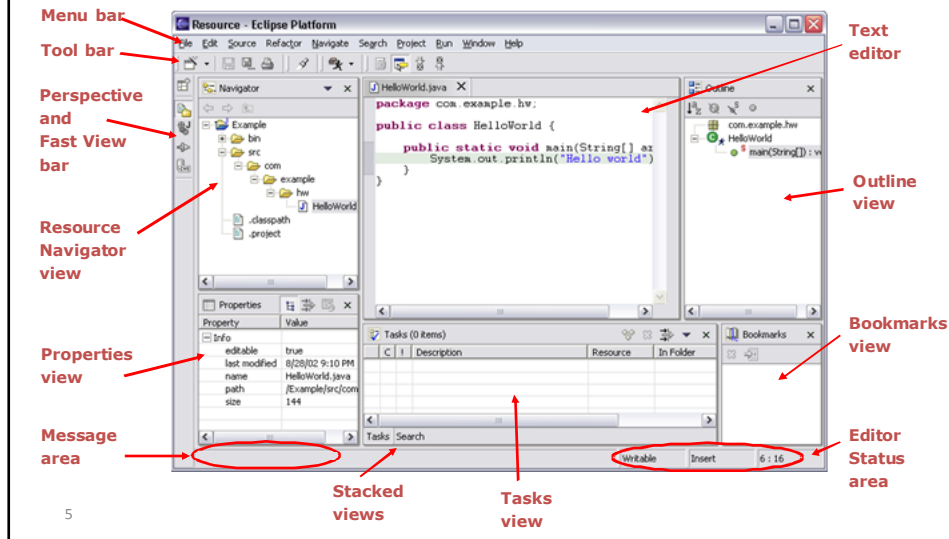 Menu bar
Tool bar
Perspective
and
Fast View
bar
Resource
Navigator
view
Properties
view
Message
area
Resource - Eclipse Platform
File Edit Source Refactor Navigate Search Project Run Window Help
Navigator
Example
bin
src
com
example
hw
HelloWorld
.classpath
.project
HelloWorld.java
package com.example.hw;
public class HelloWorld {
public static void main(String[] ar
System.out.println("Hello world")
}
}
Outline
com.example.hw
HelloWorld
main(String[]) : v
Properties
Property Value
Info
editable true
last modified 8/28/02 9:10 PM
name HelloWorld.java
path /Example/src/com
size 144
Tasks (0 items)
C ! Description Resource In Folder
Tasks Search
Bookmarks
Writable Insert 6 : 16
Text
editor
Outline
view
Bookmarks
view
Editor
Status
area
Stacked
views
Tasks
view
5